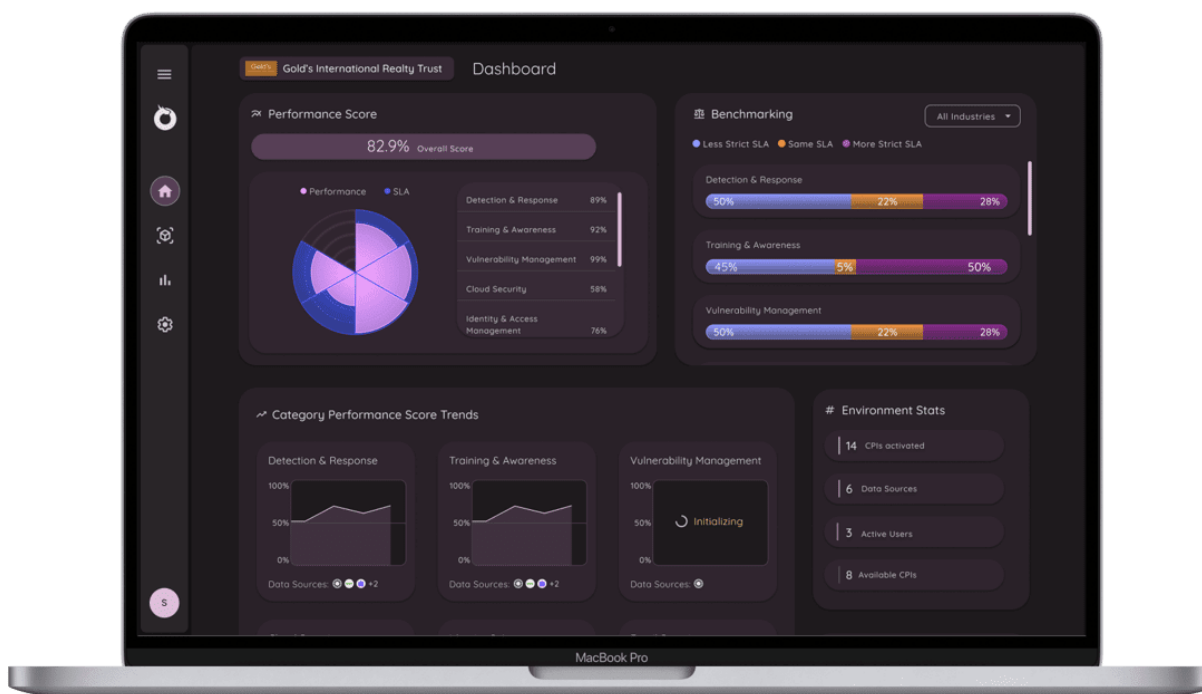 Gold's
Gold's International Realty Trust
Dashboard
Performance Score
82.9% Overall Score
Performance
SLA
Detection & Response 89%
Training & Awareness 92%
Vulnerability Management 99%
Cloud Security 58%
Identity & Access
Management 76%
Benchmarking
All Industries
Less Strict SLA
Same SLA
More Strict SLA
Detection & Response
50% 22% 28%
Training & Awareness
45% 5% 50%
Vulnerability Management
50% 22% 28%
Category Performance Score Trends
Detection & Response
100%
50%
0%
Data Sources: +2
Training & Awareness
100%
50%
0%
Data Sources: +2
Vulnerability Management
100%
50%
0%
Initializing
Data Sources:
# Environment Stats
14 CPIs activated
6 Data Sources
3 Active Users
8 Available CPIs
S
MacBook Pro